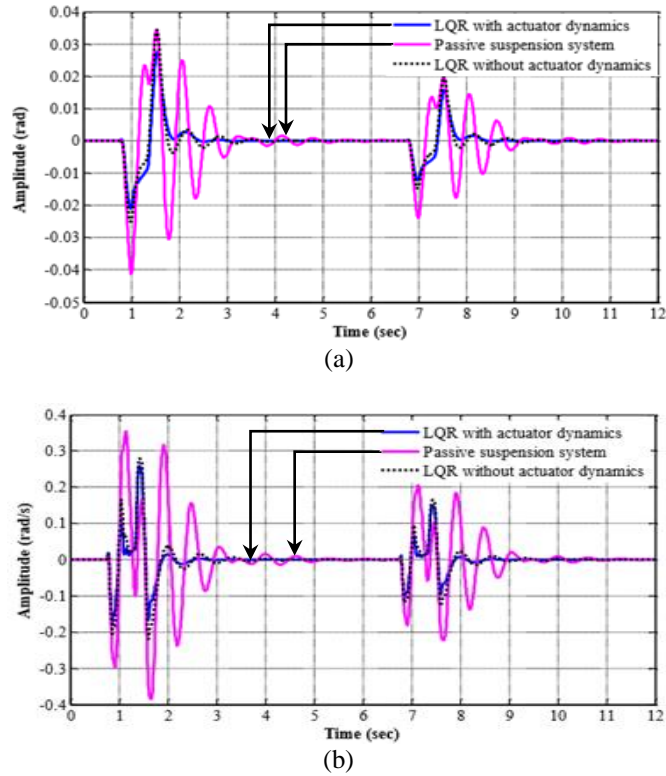 0.04
0.03
0.02
0.01
0
-0.01
-0.02
-0.03
-0.04
-0.05
Amplitude (rad)
LQR with actuator dynamics
Passive suspension system
LQR without actuator dynamics
0 1 2 3 4 5 6 7 8 9 10 11 12
Time (sec)
(a)
0.4
0.3
0.2
0.1
0
-0.1
-0.2
-0.3
-0.4
Amplitude (rad/s)
LQR with actuator dynamics
Passive suspension system
LQR without actuator dynamics
0 1 2 3 4 5 6 7 8 9 10 11 12
Time (sec)
(b)